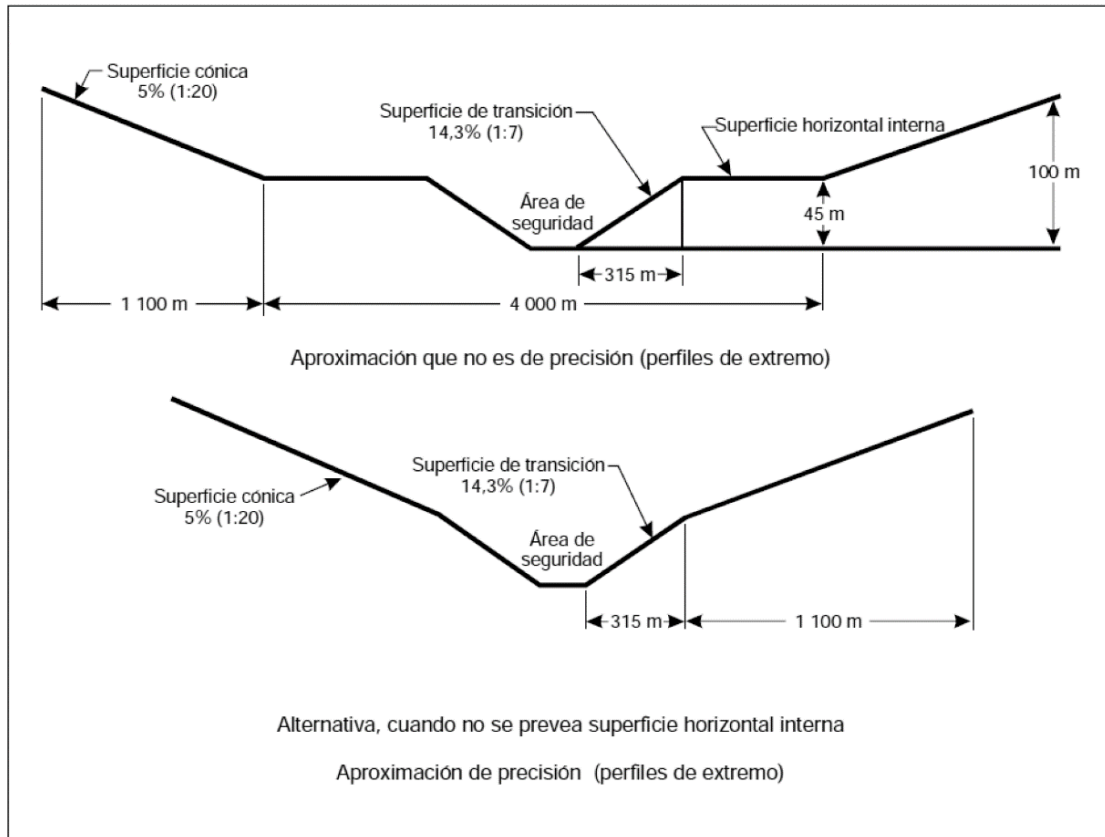 Superficie cónica
5% (1:20)
Superficie de transición
14,3% (1:7)
Superficie horizontal interna
Área de
seguridad
100 m
45 m
315 m
1 100 m
4 000 m
Aproximación que no es de precisión (perfiles de extremo)
Superficie de transición
14,3% (1:7)
Superficie cónica
5% (1:20)
Área de
seguridad
315 m
1 100 m
Alternativa, cuando no se prevea superficie horizontal interna
Aproximación de precisión (perfiles de extremo)